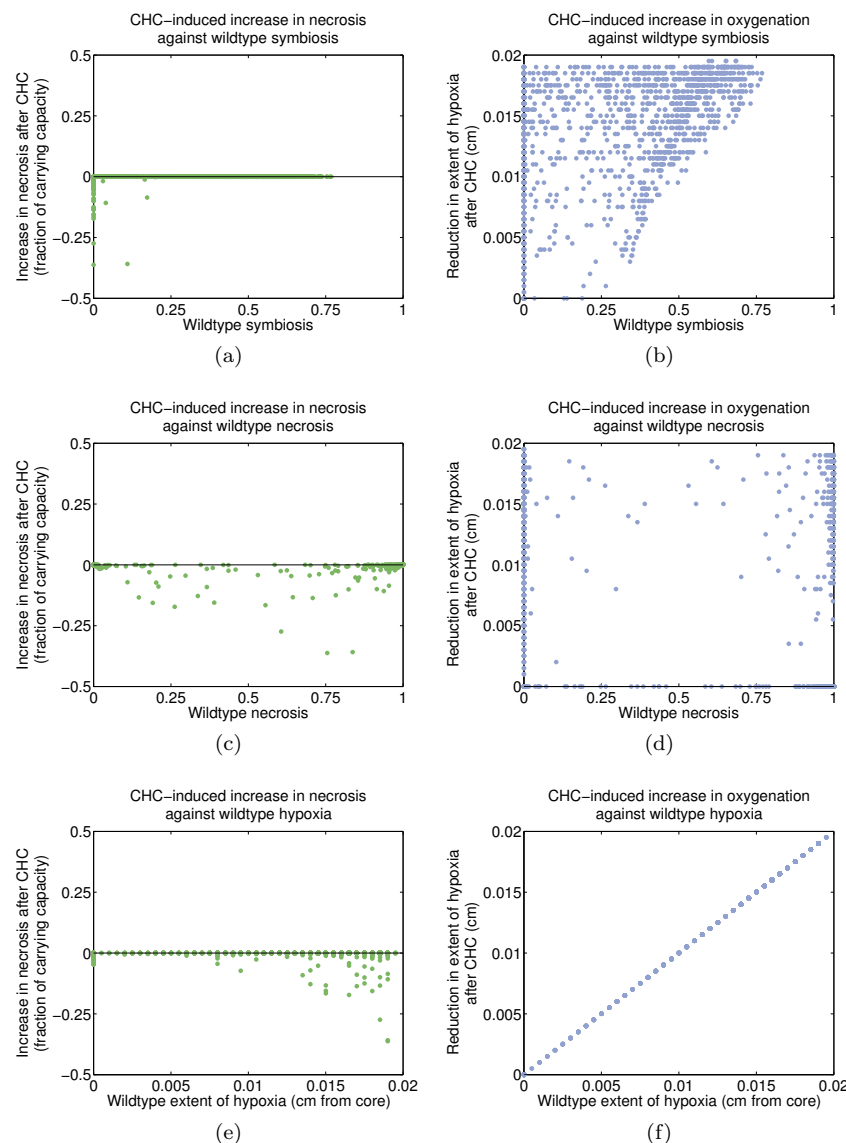 CHC−induced increase in necrosis
against wildtype symbiosis
0.5
0.25
0
−0.25
−0.5
0 0.25 0.5 0.75 1
Increase in necrosis after CHC
(fraction of carrying capacity)
Wildtype symbiosis
(a)
CHC−induced increase in oxygenation
against wildtype symbiosis
0.02
0.015
0.01
0.005
0
0 0.25 0.5 0.75 1
Reduction in extent of hypoxia
after CHC (cm)
Wildtype symbiosis
(b)
CHC−induced increase in necrosis
against wildtype necrosis
0.5
0.25
0
−0.25
−0.5
0 0.25 0.5 0.75 1
Increase in necrosis after CHC
(fraction of carrying capacity)
Wildtype necrosis
(c)
CHC−induced increase in oxygenation
against wildtype necrosis
0.02
0.015
0.01
0.005
0
0 0.25 0.5 0.75 1
Reduction in extent of hypoxia
after CHC (cm)
Wildtype necrosis
(d)
CHC−induced increase in necrosis
against wildtype hypoxia
0.5
0.25
0
−0.25
−0.5
0 0.005 0.01 0.015 0.02
Increase in necrosis after CHC
(fraction of carrying capacity)
Wildtype extent of hypoxia (cm from core)
(e)
CHC−induced increase in oxygenation
against wildtype hypoxia
0.02
0.015
0.01
0.005
0
0 0.005 0.01 0.015 0.02
Reduction in extent of hypoxia
after CHC (cm)
Wildtype extent of hypoxia (cm from core)
(f)